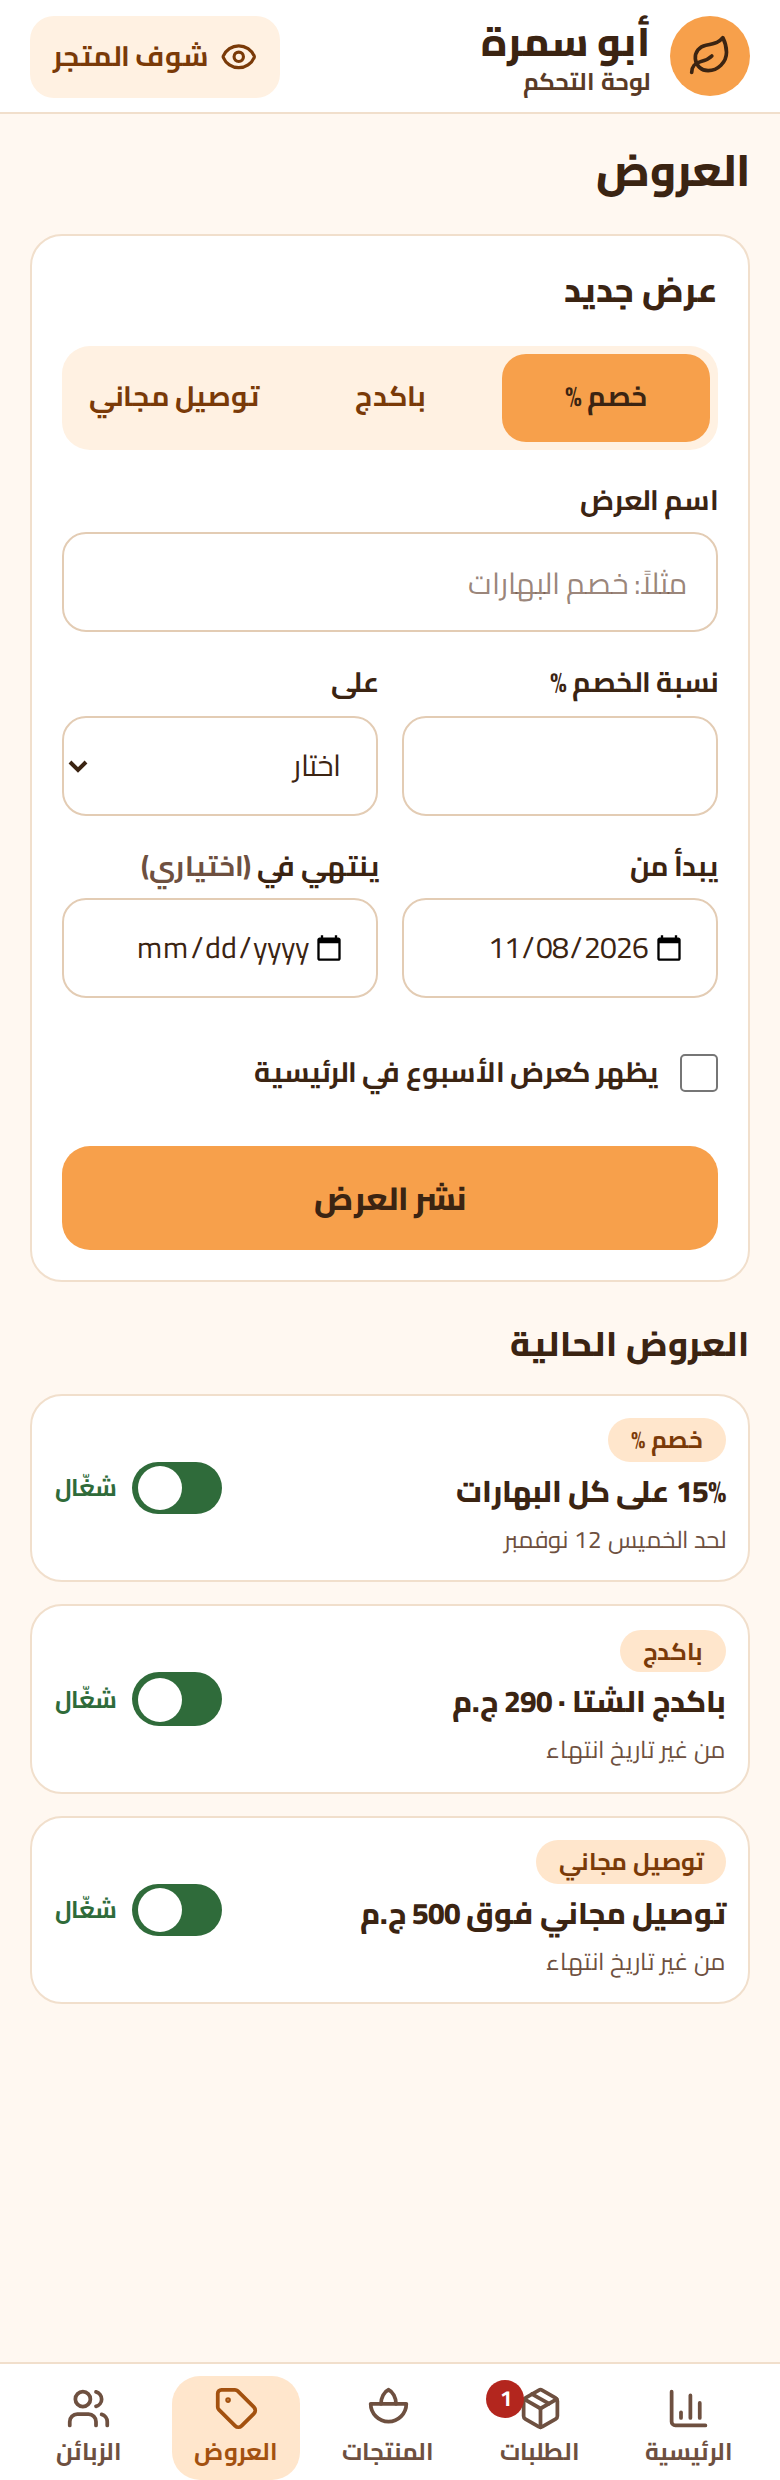 أبو سمرة
لوحة التحكم
شوف المتجر
العروض
عرض جديد
خصم %
باكدج
توصيل مجاني
اسم العرض
مثلاً: خصم البهارات
نسبة الخصم %
على
اختار
يبدأ من
ينتهي في (اختياري)
11/08/2026
mm/dd/yyyy
يظهر كعرض الأسبوع في الرئيسية
نشر العرض
العروض الحالية
خصم %
15% على كل البهارات
لحد الخميس 12 نوفمبر
شغّال
باكدج
باكدج الشتا · 290 ج.م
من غير تاريخ انتهاء
شغّال
توصيل مجاني
توصيل مجاني فوق 500 ج.م
من غير تاريخ انتهاء
شغّال
الرئيسية
1
الطلبات
المنتجات
العروض
الزبائن